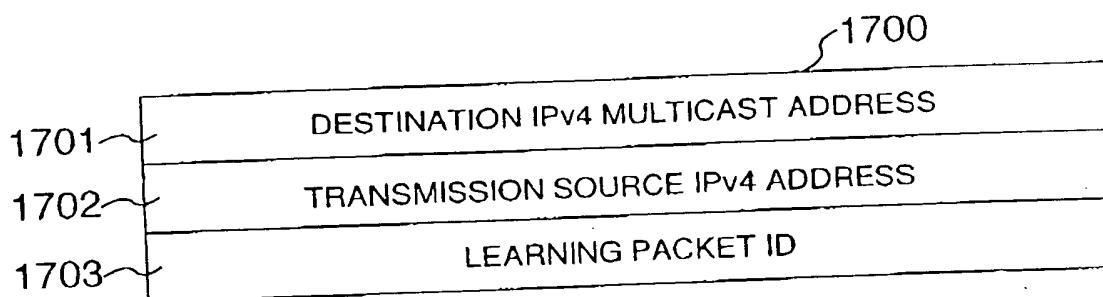 1700
1701 DESTINATION IPv4 MULTICAST ADDRESS
1702 TRANSMISSION SOURCE IPv4 ADDRESS
1703 LEARNING PACKET ID